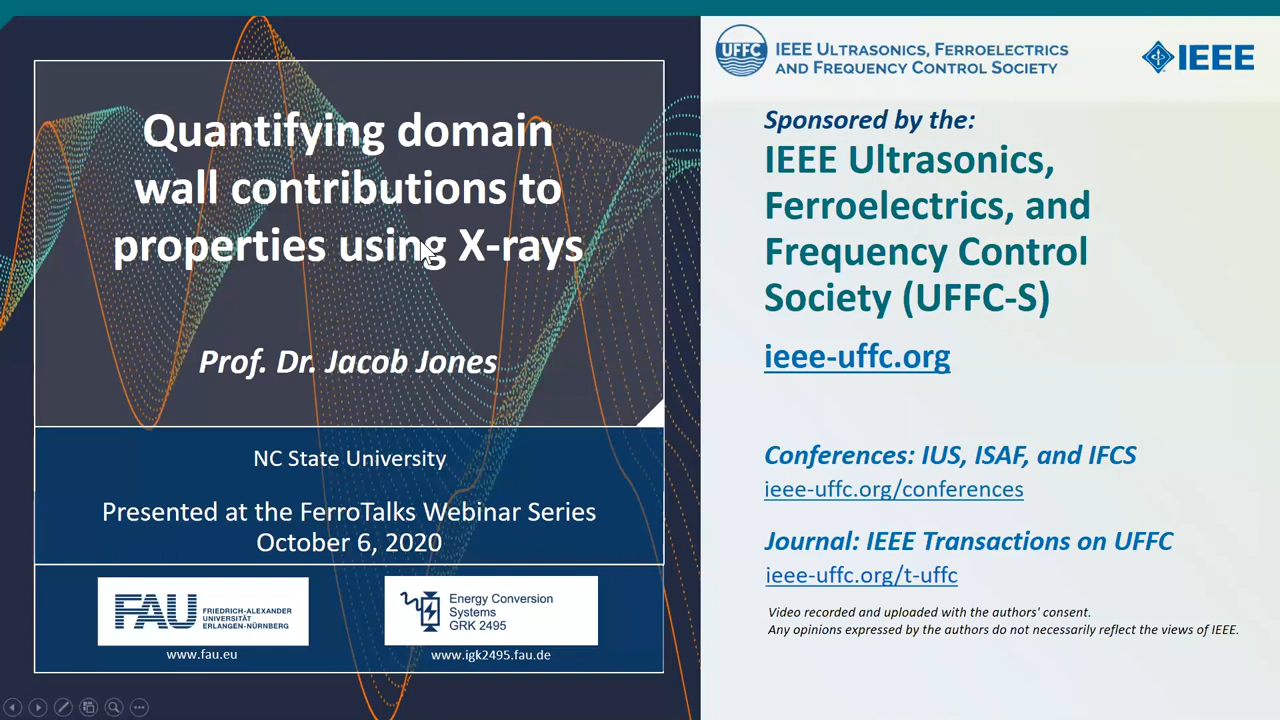 Quantifying domain
wall contributions to
properties using X-rays
Prof. Dr. Jacob Jones
NC State University
Presented at the FerroTalks Webinar Series
October 6, 2020
FAU
FRIEDRICH-ALEXANDER
UNIVERSITÄT
ERLANGEN-NÜRNBERG
www.fau.eu
Energy Conversion
Systems
GRK 2495
www.igk2495.fau.de
UFFC
IEEE ULTRASONICS, FERROELECTRICS
AND FREQUENCY CONTROL SOCIETY
IEEE
Sponsored by the:
IEEE Ultrasonics,
Ferroelectrics, and
Frequency Control
Society (UFFC-S)
ieee-uffc.org
Conferences: IUS, ISAF, and IFCS
ieee-uffc.org/conferences
Journal: IEEE Transactions on UFFC
ieee-uffc.org/t-uffc
Video recorded and uploaded with the authors' consent.
Any opinions expressed by the authors do not necessarily reflect the views of IEEE.